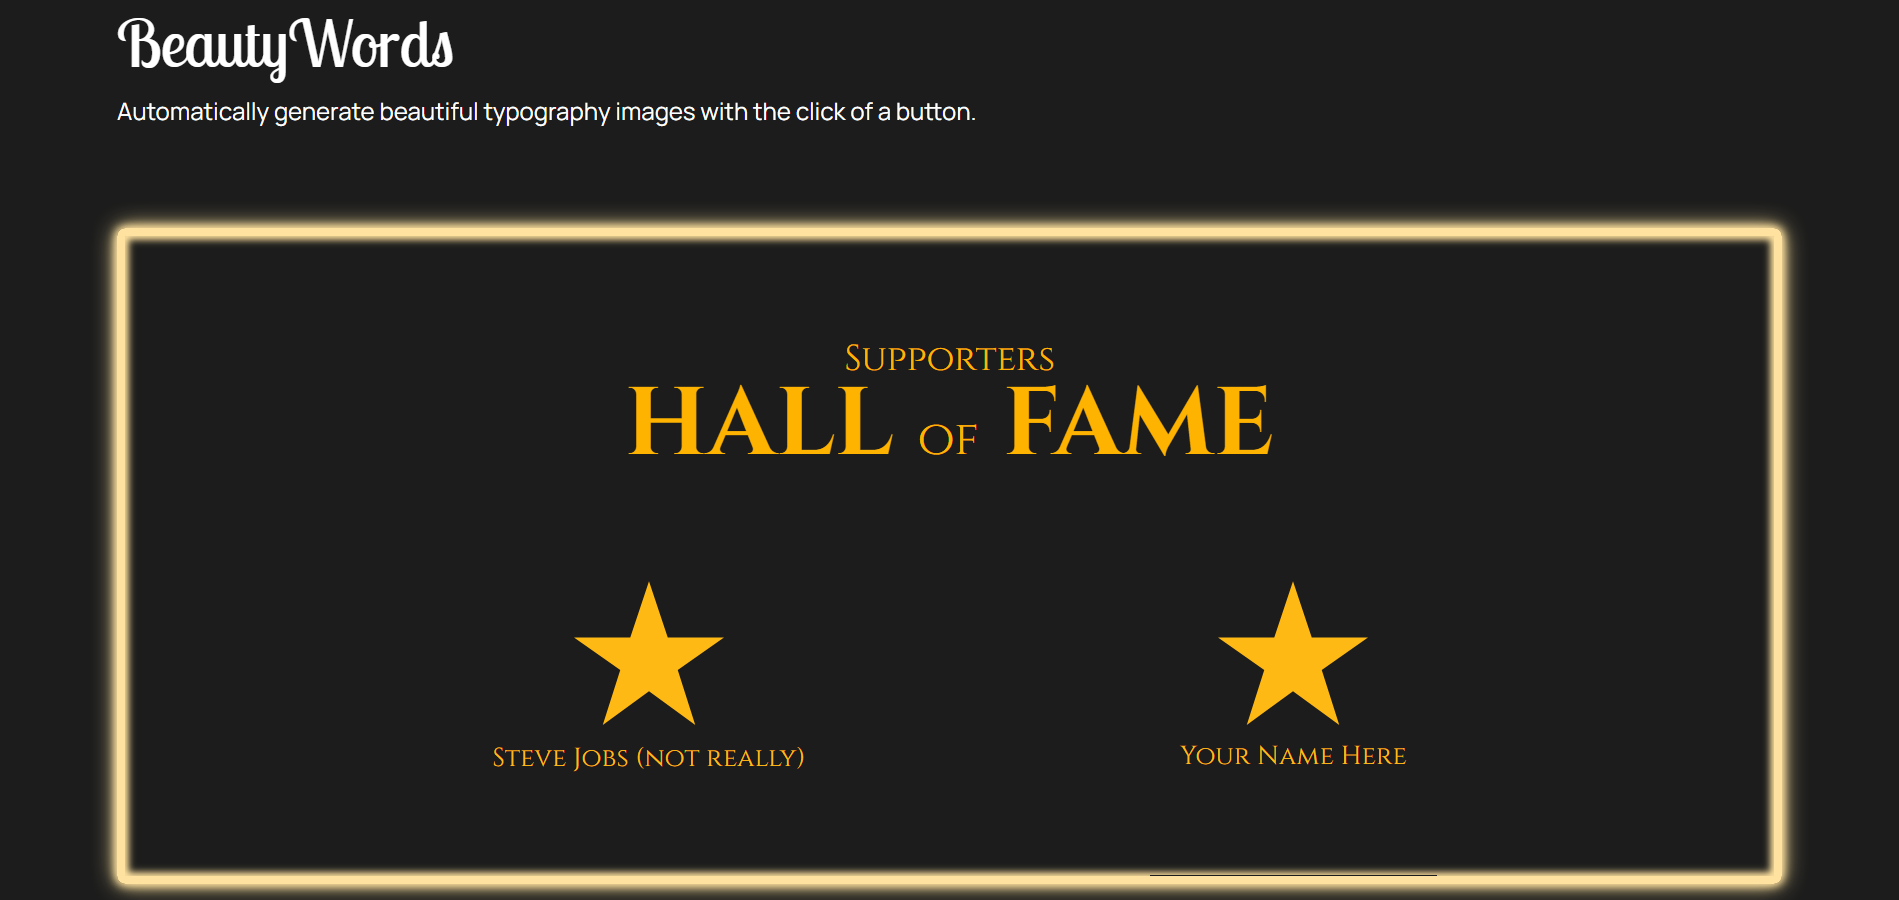 BeautyWords
Automatically generate beautiful typography images with the click of a button.
Supporters
HALL OF FAME
Steve Jobs (not really)
Your Name Here